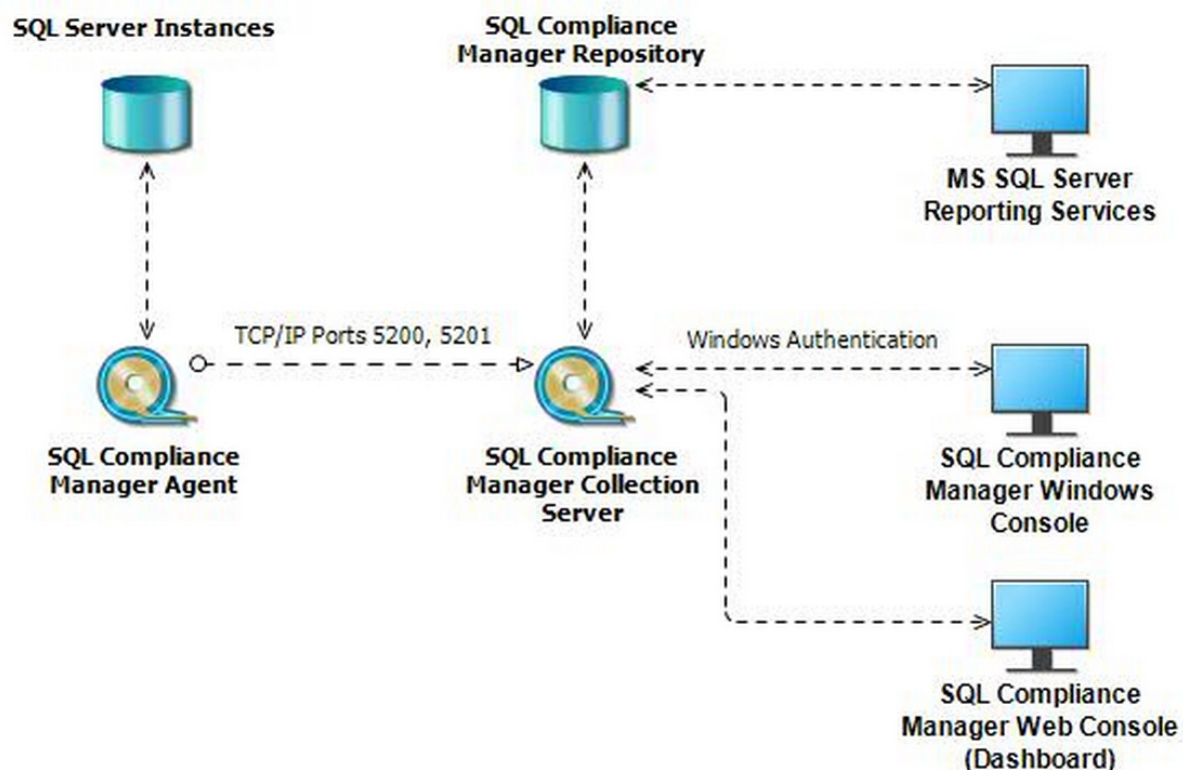 SQL Server Instances
SQL Compliance
Manager Repository
MS SQL Server
Reporting Services
TCP/IP Ports 5200, 5201
Windows Authentication
SQL Compliance
Manager Agent
SQL Compliance
Manager Collection
Server
SQL Compliance
Manager Windows
Console
SQL Compliance
Manager Web Console
(Dashboard)